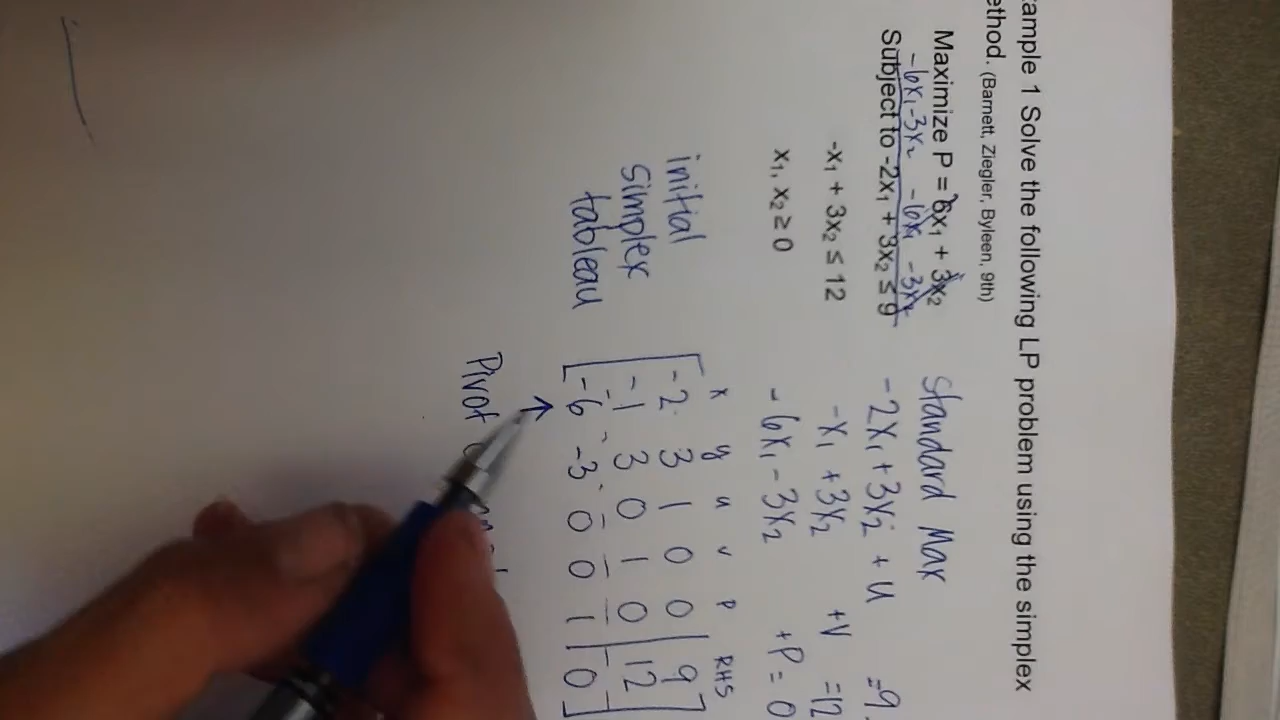 ample 1 Solve the following LP problem using the simplex
ethod. (Barnett, Ziegler, Byleen, 9th)
Maximize P = 6x₁ + 3x₂
-6x₁-3x₂ -6x₁ -3x₂
Subject to -2x₁ + 3x₂ ≤ 9
-x₁ + 3x₂ ≤ 12
x₁, x₂ ≥ 0
Standard Max
-2x₁+3x₂ +u =9
-x₁ +3x₂ +v =12
-6x₁-3x₂ +P=0
initial
simplex
tableau
x y u v P RHS
-2 3 1 0 0 9
-1 3 0 1 0 12
-6 -3 0 0 1 0
Pivot